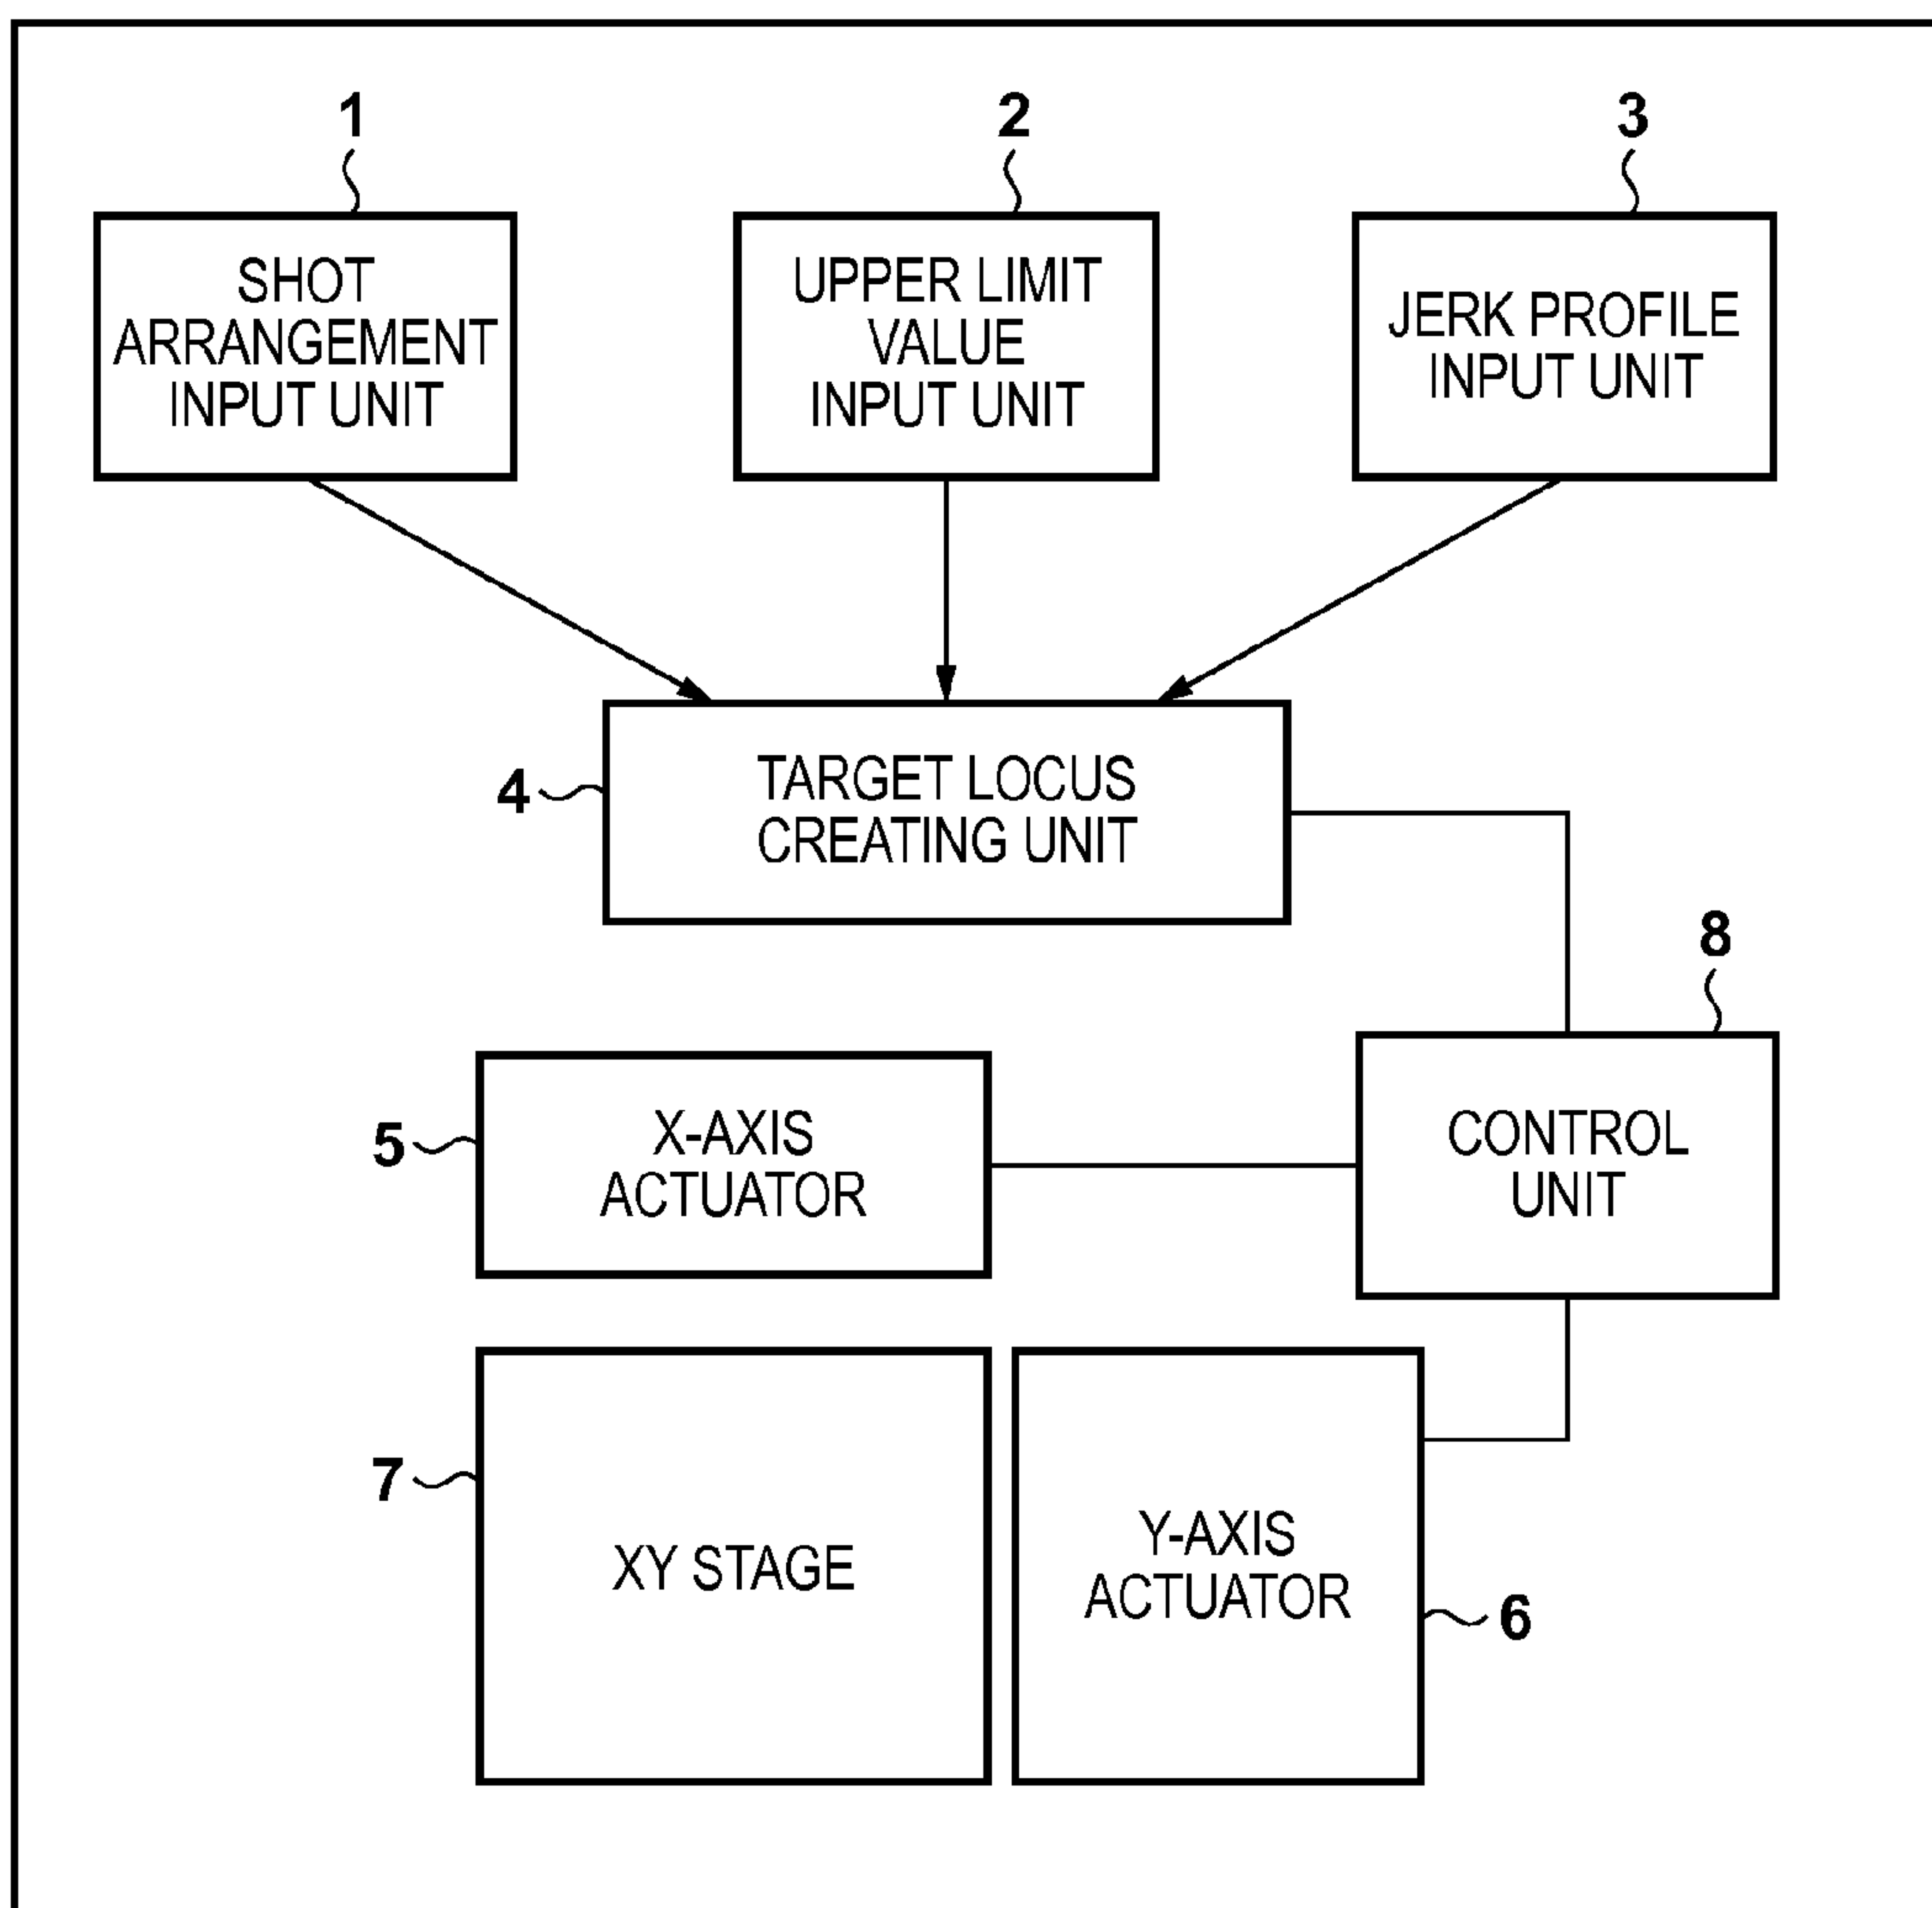 1
2
3
SHOT
ARRANGEMENT
INPUT UNIT
UPPER LIMIT
VALUE
INPUT UNIT
JERK PROFILE
INPUT UNIT
4
TARGET LOCUS
CREATING UNIT
8
5
X-AXIS
ACTUATOR
CONTROL
UNIT
7
XY STAGE
Y-AXIS
ACTUATOR
6